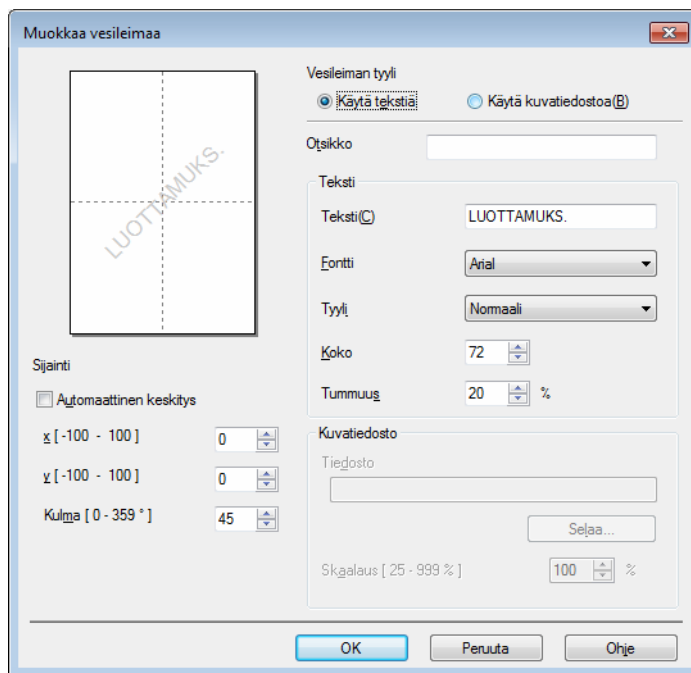 Muokkaa vesileimaa
LUOTTAMUKS.
Vesileiman tyyli
Käytä tekstiä
Käytä kuvatiedostoa(B)
Otsikko
Teksti
Teksti(C) LUOTTAMUKS.
Fontti Arial
Tyyli Normaali
Koko 72
Tummuus 20 %
Sijainti
Automaattinen keskitys
x [ -100 - 100 ] 0
y [ -100 - 100 ] 0
Kulma [ 0 - 359 ° ] 45
Kuvatiedosto
Tiedosto
Selaa...
Skaalaus [ 25 - 999 % ] 100 %
OK Peruuta Ohje